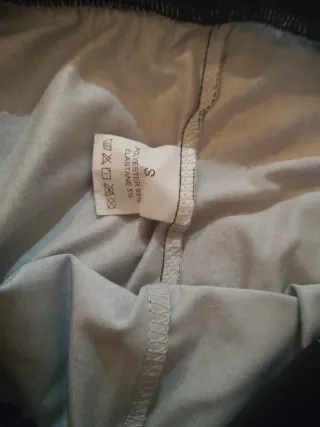 S
POLYESTER 95%
ELASTANE 5%